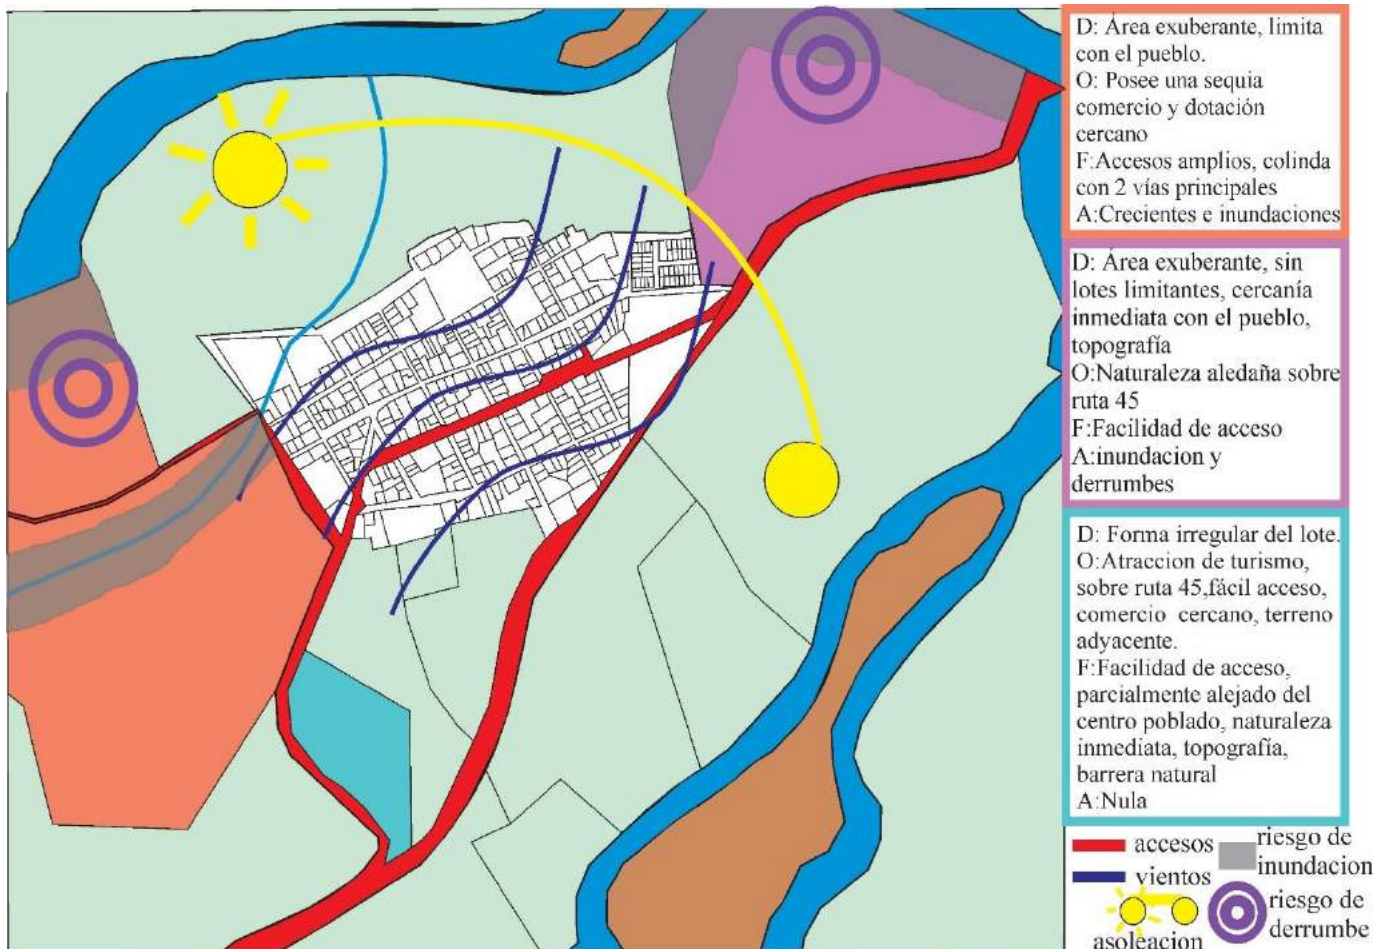 D: Área exuberante, limita
con el pueblo.
O: Posee una sequia
comercio y dotación
cercano
F:Accesos amplios, colinda
con 2 vías principales
A:Crecientes e inundaciones
D: Área exuberante, sin
lotes limitantes, cercanía
inmediata con el pueblo,
topografía
O:Naturaleza aledaña sobre
ruta 45
F:Facilidad de acceso
A:inundacion y
derrumbes
D: Forma irregular del lote.
O:Atraccion de turismo,
sobre ruta 45,fácil acceso,
comercio cercano, terreno
adyacente.
F:Facilidad de acceso,
parcialmente alejado del
centro poblado, naturaleza
inmediata, topografía,
barrera natural
A:Nula
accesos
riesgo de
inundacion
vientos
riesgo de
derrumbe
asoleacion